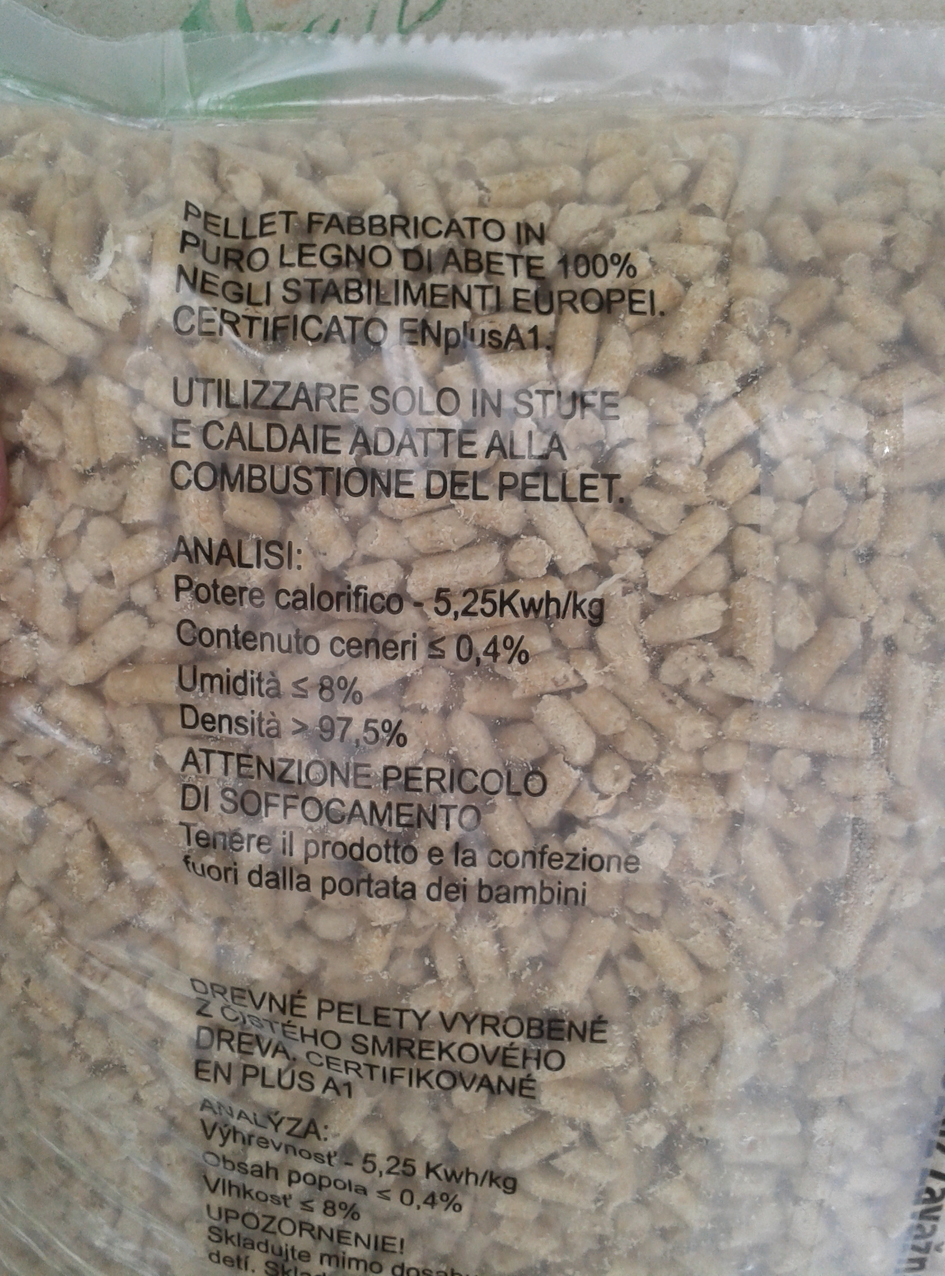 PELLET FABBRICATO IN
PURO LEGNO DI ABETE 100%
NEGLI STABILIMENTI EUROPEI.
CERTIFICATO ENplusA1.
UTILIZZARE SOLO IN STUFE
E CALDAIE ADATTE ALLA
COMBUSTIONE DEL PELLET.
ANALISI:
Potere calorifico - 5,25Kwh/kg
Contenuto ceneri ≤ 0,4%
Umidità ≤ 8%
Densità > 97,5%
ATTENZIONE PERICOLO
DI SOFFOCAMENTO
Tenere il prodotto e la confezione
fuori dalla portata dei bambini
DREVNÉ PELETY VYROBENÉ
Z ČISTÉHO SMREKOVÉHO
DREVA, CERTIFIKOVANÉ
EN PLUS A1
ANALÝZA:
Výhrevnosť - 5,25 Kwh/kg
Obsah popola ≤ 0,4%
Vlhkosť ≤ 8%
UPOZORNENIE!
Skladujte mimo
detí.